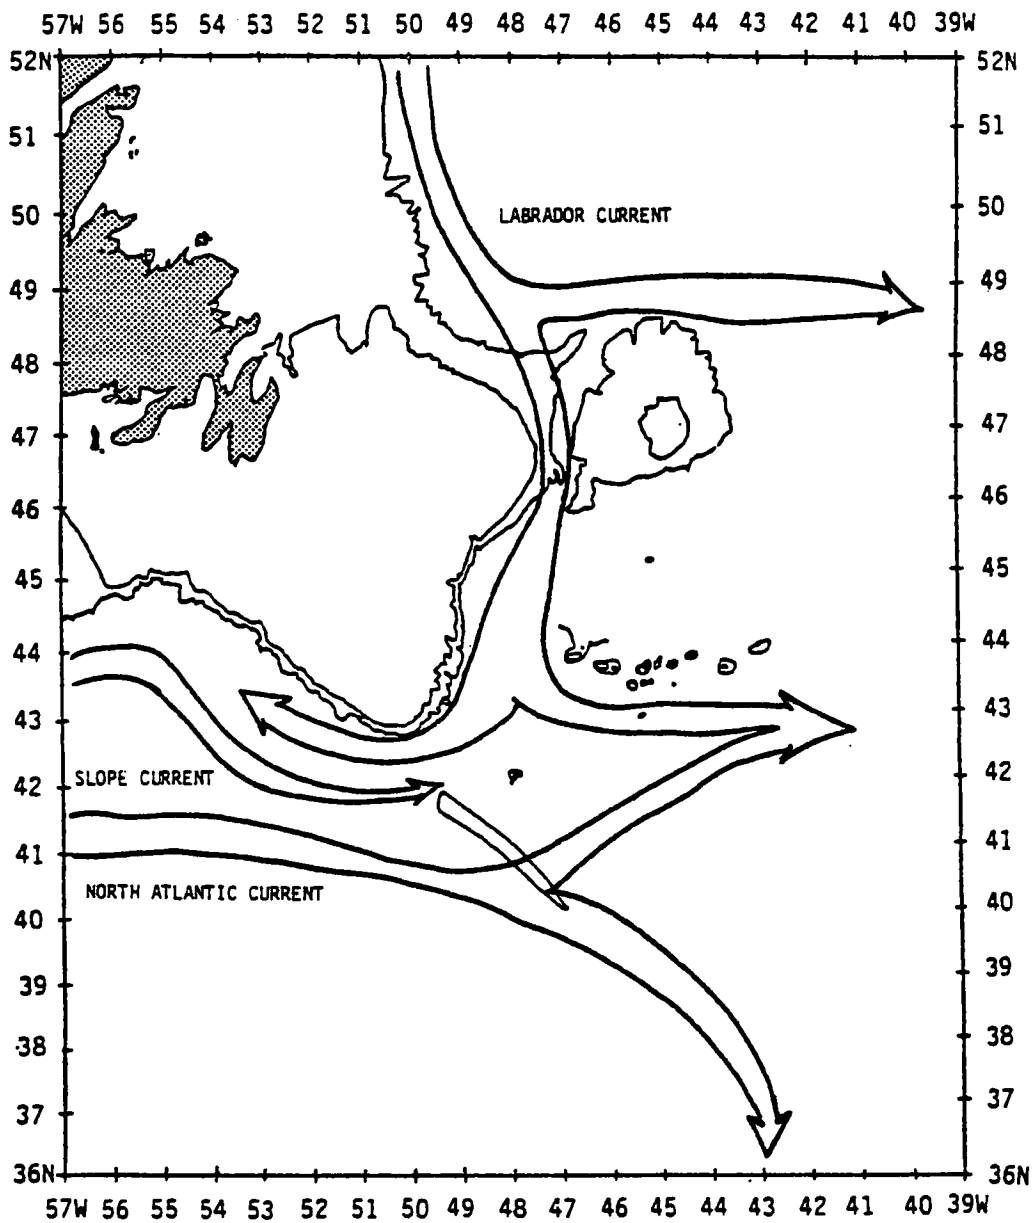 57W 56 55 54 53 52 51 50 49 48 47 46 45 44 43 42 41 40 39W
52N 52N
51 51
50 50
LABRADOR CURRENT
49 49
48 48
47 47
46 46
45 45
44 44
43 43
42 42
SLOPE CURRENT
41 41
NORTH ATLANTIC CURRENT
40 40
39 39
38 38
37 37
36N 36N
57W 56 55 54 53 52 51 50 49 48 47 46 45 44 43 42 41 40 39W